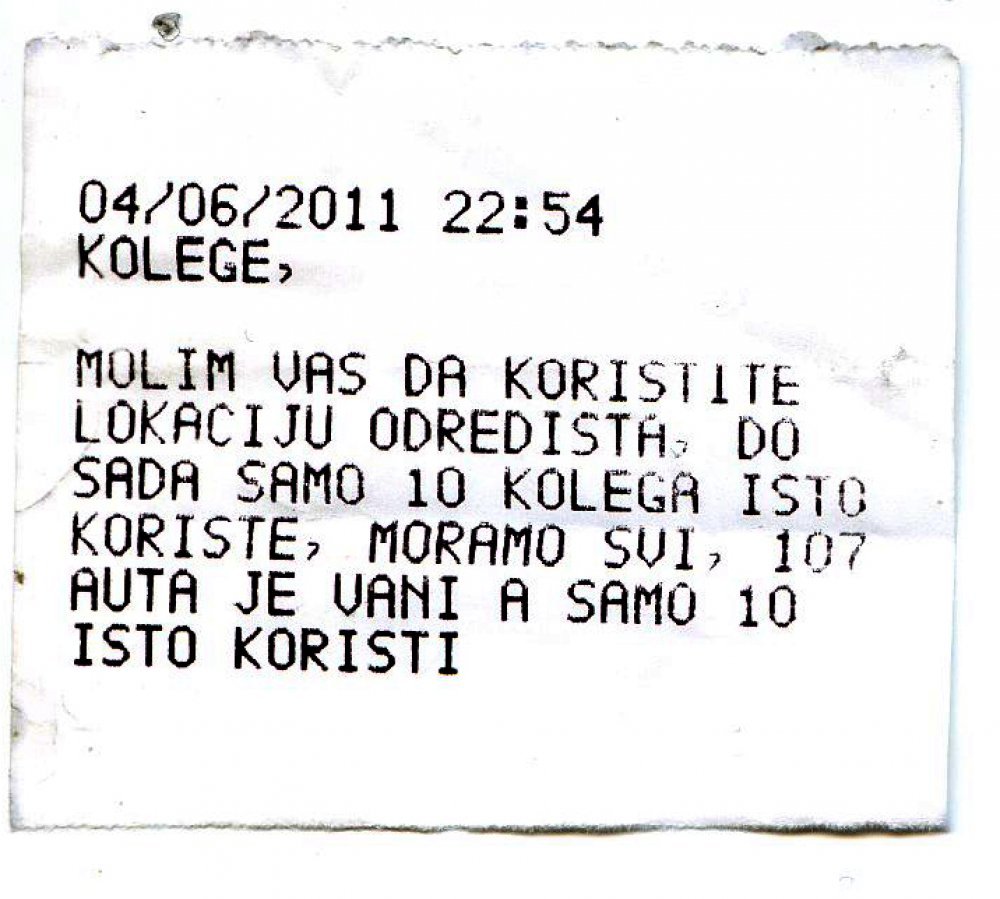 04/06/2011 22:54
KOLEGE,
MOLIM VAS DA KORISTITE
LOKACIJU ODREDISTA, DO
SADA SAMO 10 KOLEGA ISTO
KORISTE, MORAMO SVI, 107
AUTA JE VANI A SAMO 10
ISTO KORISTI